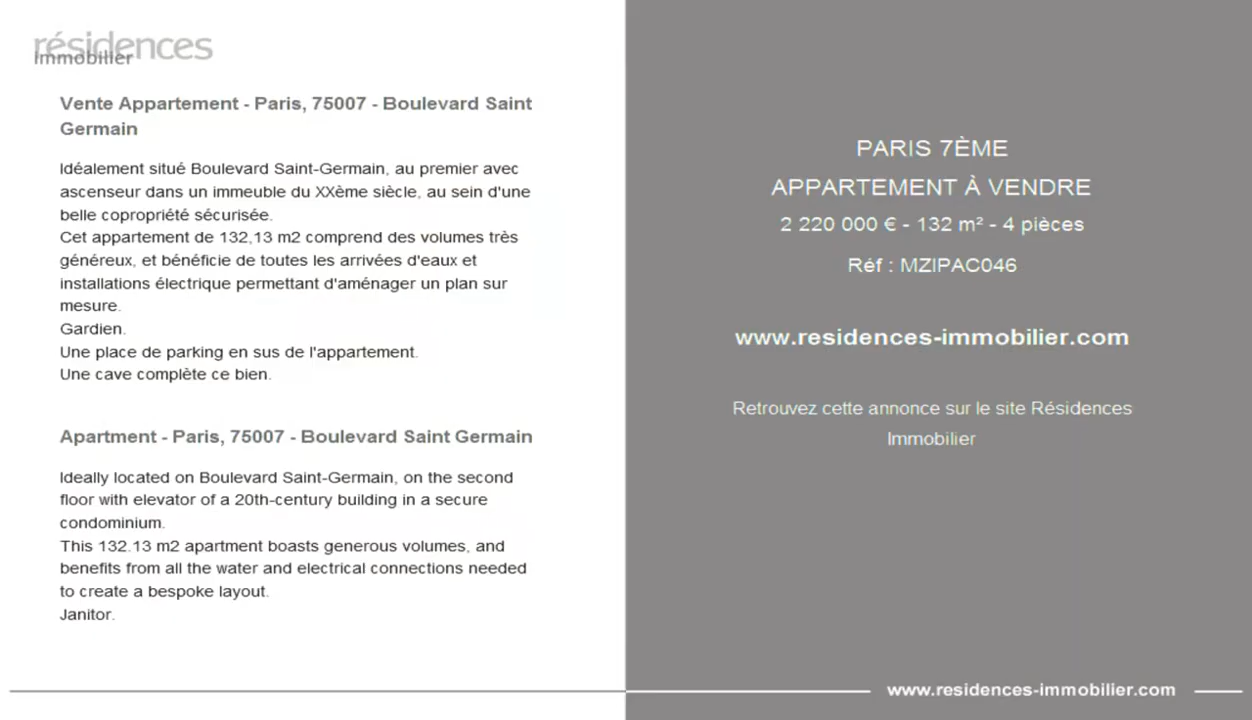 résidences
immobilier
Vente Appartement - Paris, 75007 - Boulevard Saint
Germain
Idéalement situé Boulevard Saint-Germain, au premier avec
ascenseur dans un immeuble du XXème siècle, au sein d'une
belle copropriété sécurisée.
Cet appartement de 132,13 m2 comprend des volumes très
généreux, et bénéficie de toutes les arrivées d'eaux et
installations électrique permettant d'aménager un plan sur
mesure.
Gardien.
Une place de parking en sus de l'appartement.
Une cave complète ce bien.
Apartment - Paris, 75007 - Boulevard Saint Germain
Ideally located on Boulevard Saint-Germain, on the second
floor with elevator of a 20th-century building in a secure
condominium.
This 132.13 m2 apartment boasts generous volumes, and
benefits from all the water and electrical connections needed
to create a bespoke layout.
Janitor.
PARIS 7ÈME
APPARTEMENT À VENDRE
2 220 000 € - 132 m² - 4 pièces
Réf : MZIPAC046
www.residences-immobilier.com
Retrouvez cette annonce sur le site Résidences
Immobilier
www.residences-immobilier.com